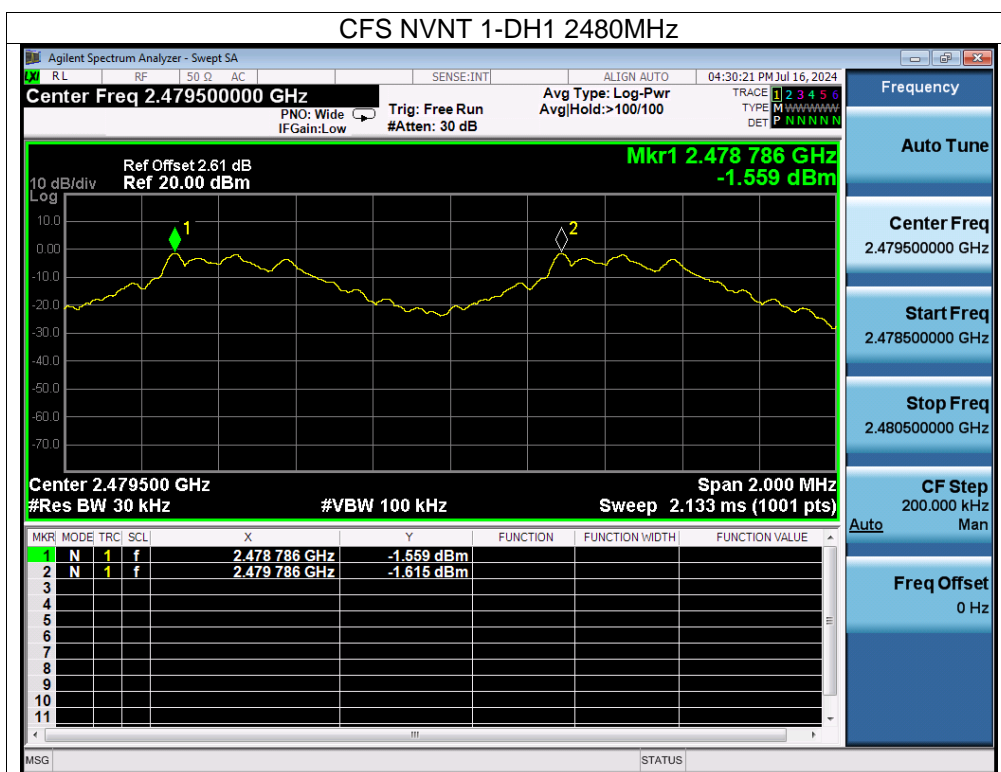 CFS NVNT 1-DH1 2480MHz
Agilent Spectrum Analyzer - Swept SA
LXI RL RF 50 Ω AC SENSE:INT ALIGN AUTO 04:30:21 PM Jul 16, 2024
Center Freq 2.479500000 GHz
PNO: Wide
IFGain:Low
Trig: Free Run
#Atten: 30 dB
Avg Type: Log-Pwr
Avg|Hold:>100/100
TRACE 1 2 3 4 5 6
TYPE M WWWWW
DET P N N N N N
Ref Offset 2.61 dB
10 dB/div Ref 20.00 dBm
Log
Mkr1 2.478 786 GHz
-1.559 dBm
10.0
0.00
-10.0
-20.0
-30.0
-40.0
-50.0
-60.0
-70.0
1
2
Center 2.479500 GHz Span 2.000 MHz
#Res BW 30 kHz #VBW 100 kHz Sweep 2.133 ms (1001 pts)
MKR MODE TRC SCL X Y FUNCTION FUNCTION WIDTH FUNCTION VALUE
1 N 1 f 2.478 786 GHz -1.559 dBm
2 N 1 f 2.479 786 GHz -1.615 dBm
3
4
5
6
7
8
9
10
11
MSG STATUS
Frequency
Auto Tune
Center Freq
2.479500000 GHz
Start Freq
2.478500000 GHz
Stop Freq
2.480500000 GHz
CF Step
200.000 kHz
Auto Man
Freq Offset
0 Hz